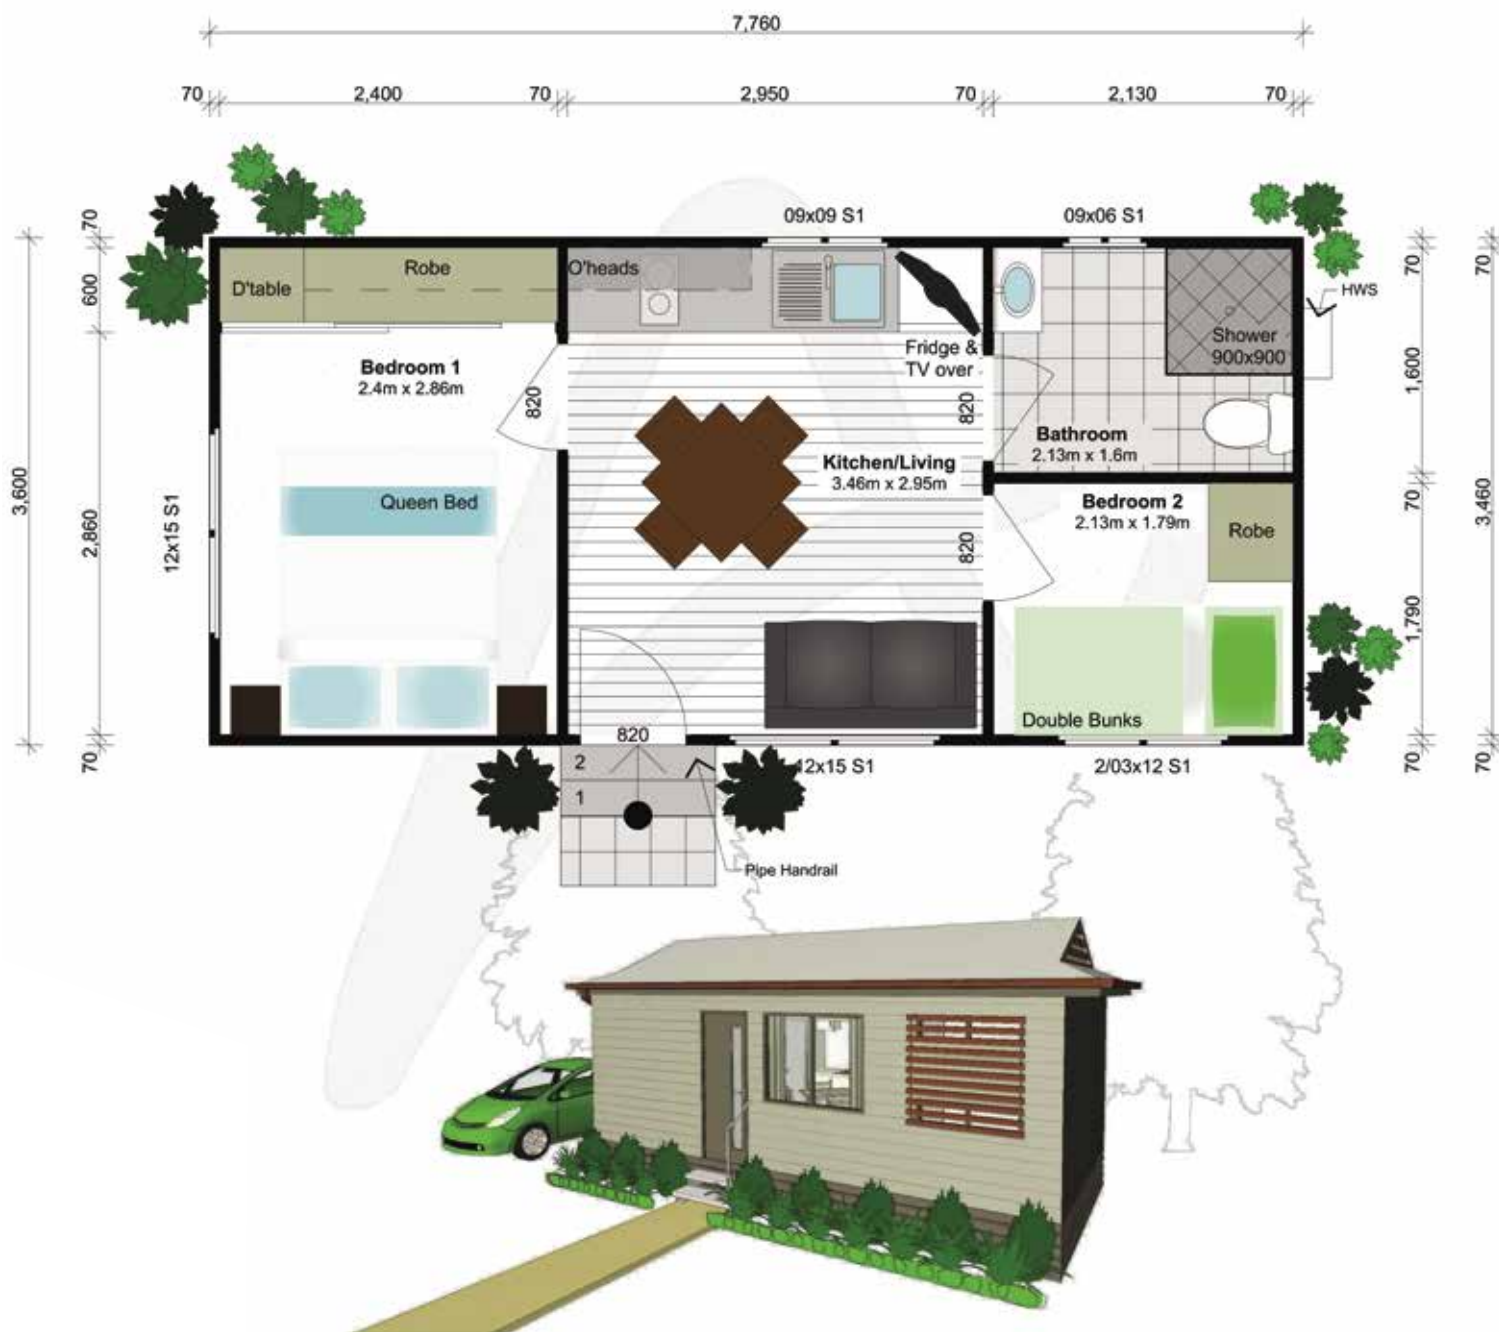 7,760
70 2,400 70 2,950 70 2,130 70
09x09 S1
09x06 S1
70
600
2,860
70
3,600
12x15 S1
D'table
Robe
O'heads
Bedroom 1
2.4m x 2.86m
820
Queen Bed
Fridge &
TV over
820
Kitchen/Living
3.46m x 2.95m
820
Shower
900x900
HWS
Bathroom
2.13m x 1.6m
Bedroom 2
2.13m x 1.79m
Robe
Double Bunks
70
1,600
70
1,790
70
70
3,460
70
820
2
1
12x15 S1
2/03x12 S1
Pipe Handrail